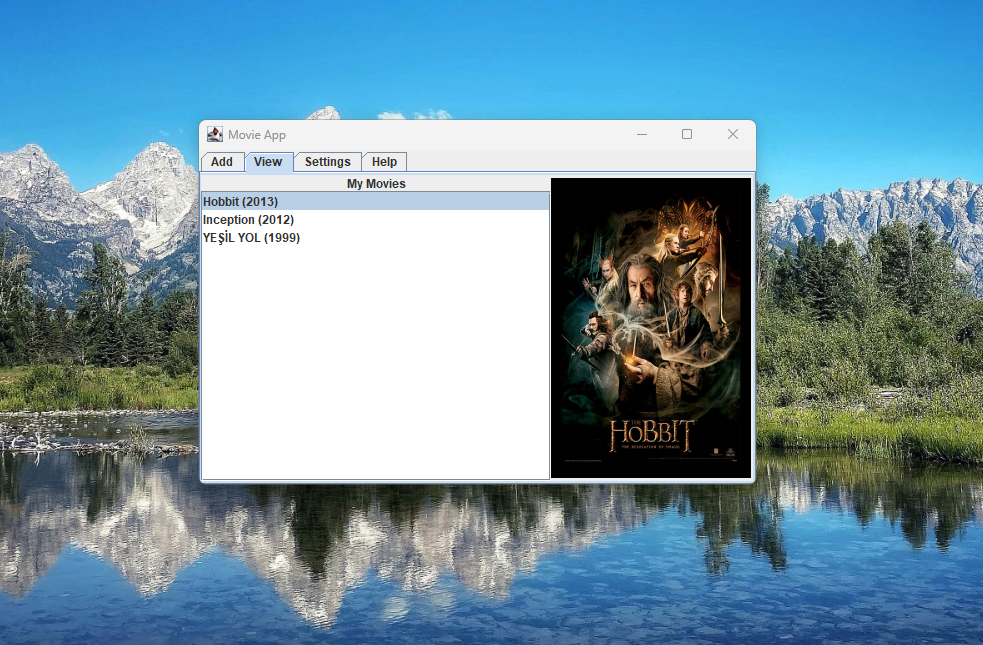 Movie App
Add View Settings Help
My Movies
Hobbit (2013)
Inception (2012)
YEŞİL YOL (1999)
THE
HOBBIT
THE DESOLATION OF SMAUG